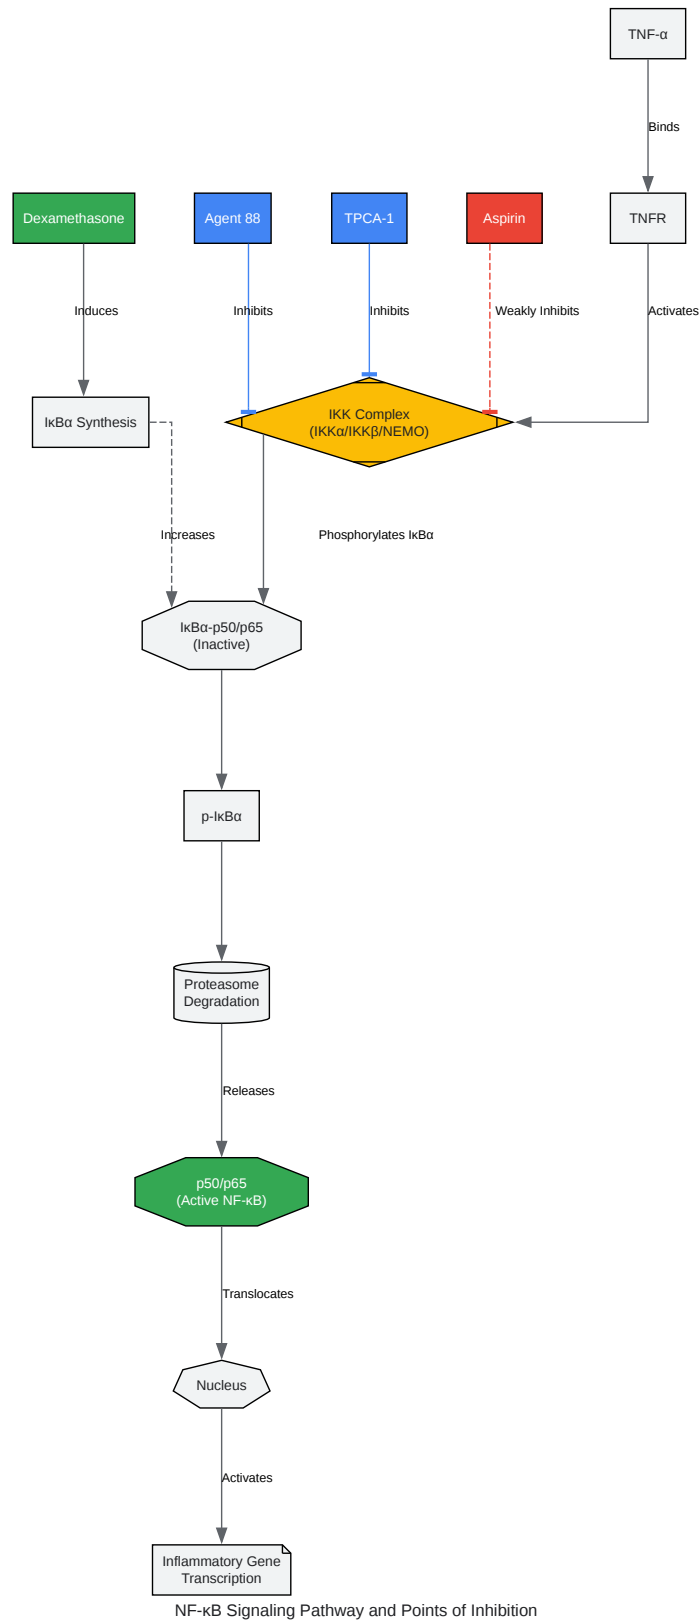 TNF-α
Binds
Dexamethasone
Agent 88
TPCA-1
Aspirin
TNFR
Induces
Inhibits
Inhibits
Weakly Inhibits
Activates
IκBα Synthesis
IKK Complex
(IKKα/IKKβ/NEMO)
Increases
Phosphorylates IκBα
IκBα-p50/p65
(Inactive)
p-IκBα
Proteasome
Degradation
Releases
p50/p65
(Active NF-κB)
Translocates
Nucleus
Activates
Inflammatory Gene
Transcription
NF-κB Signaling Pathway and Points of Inhibition